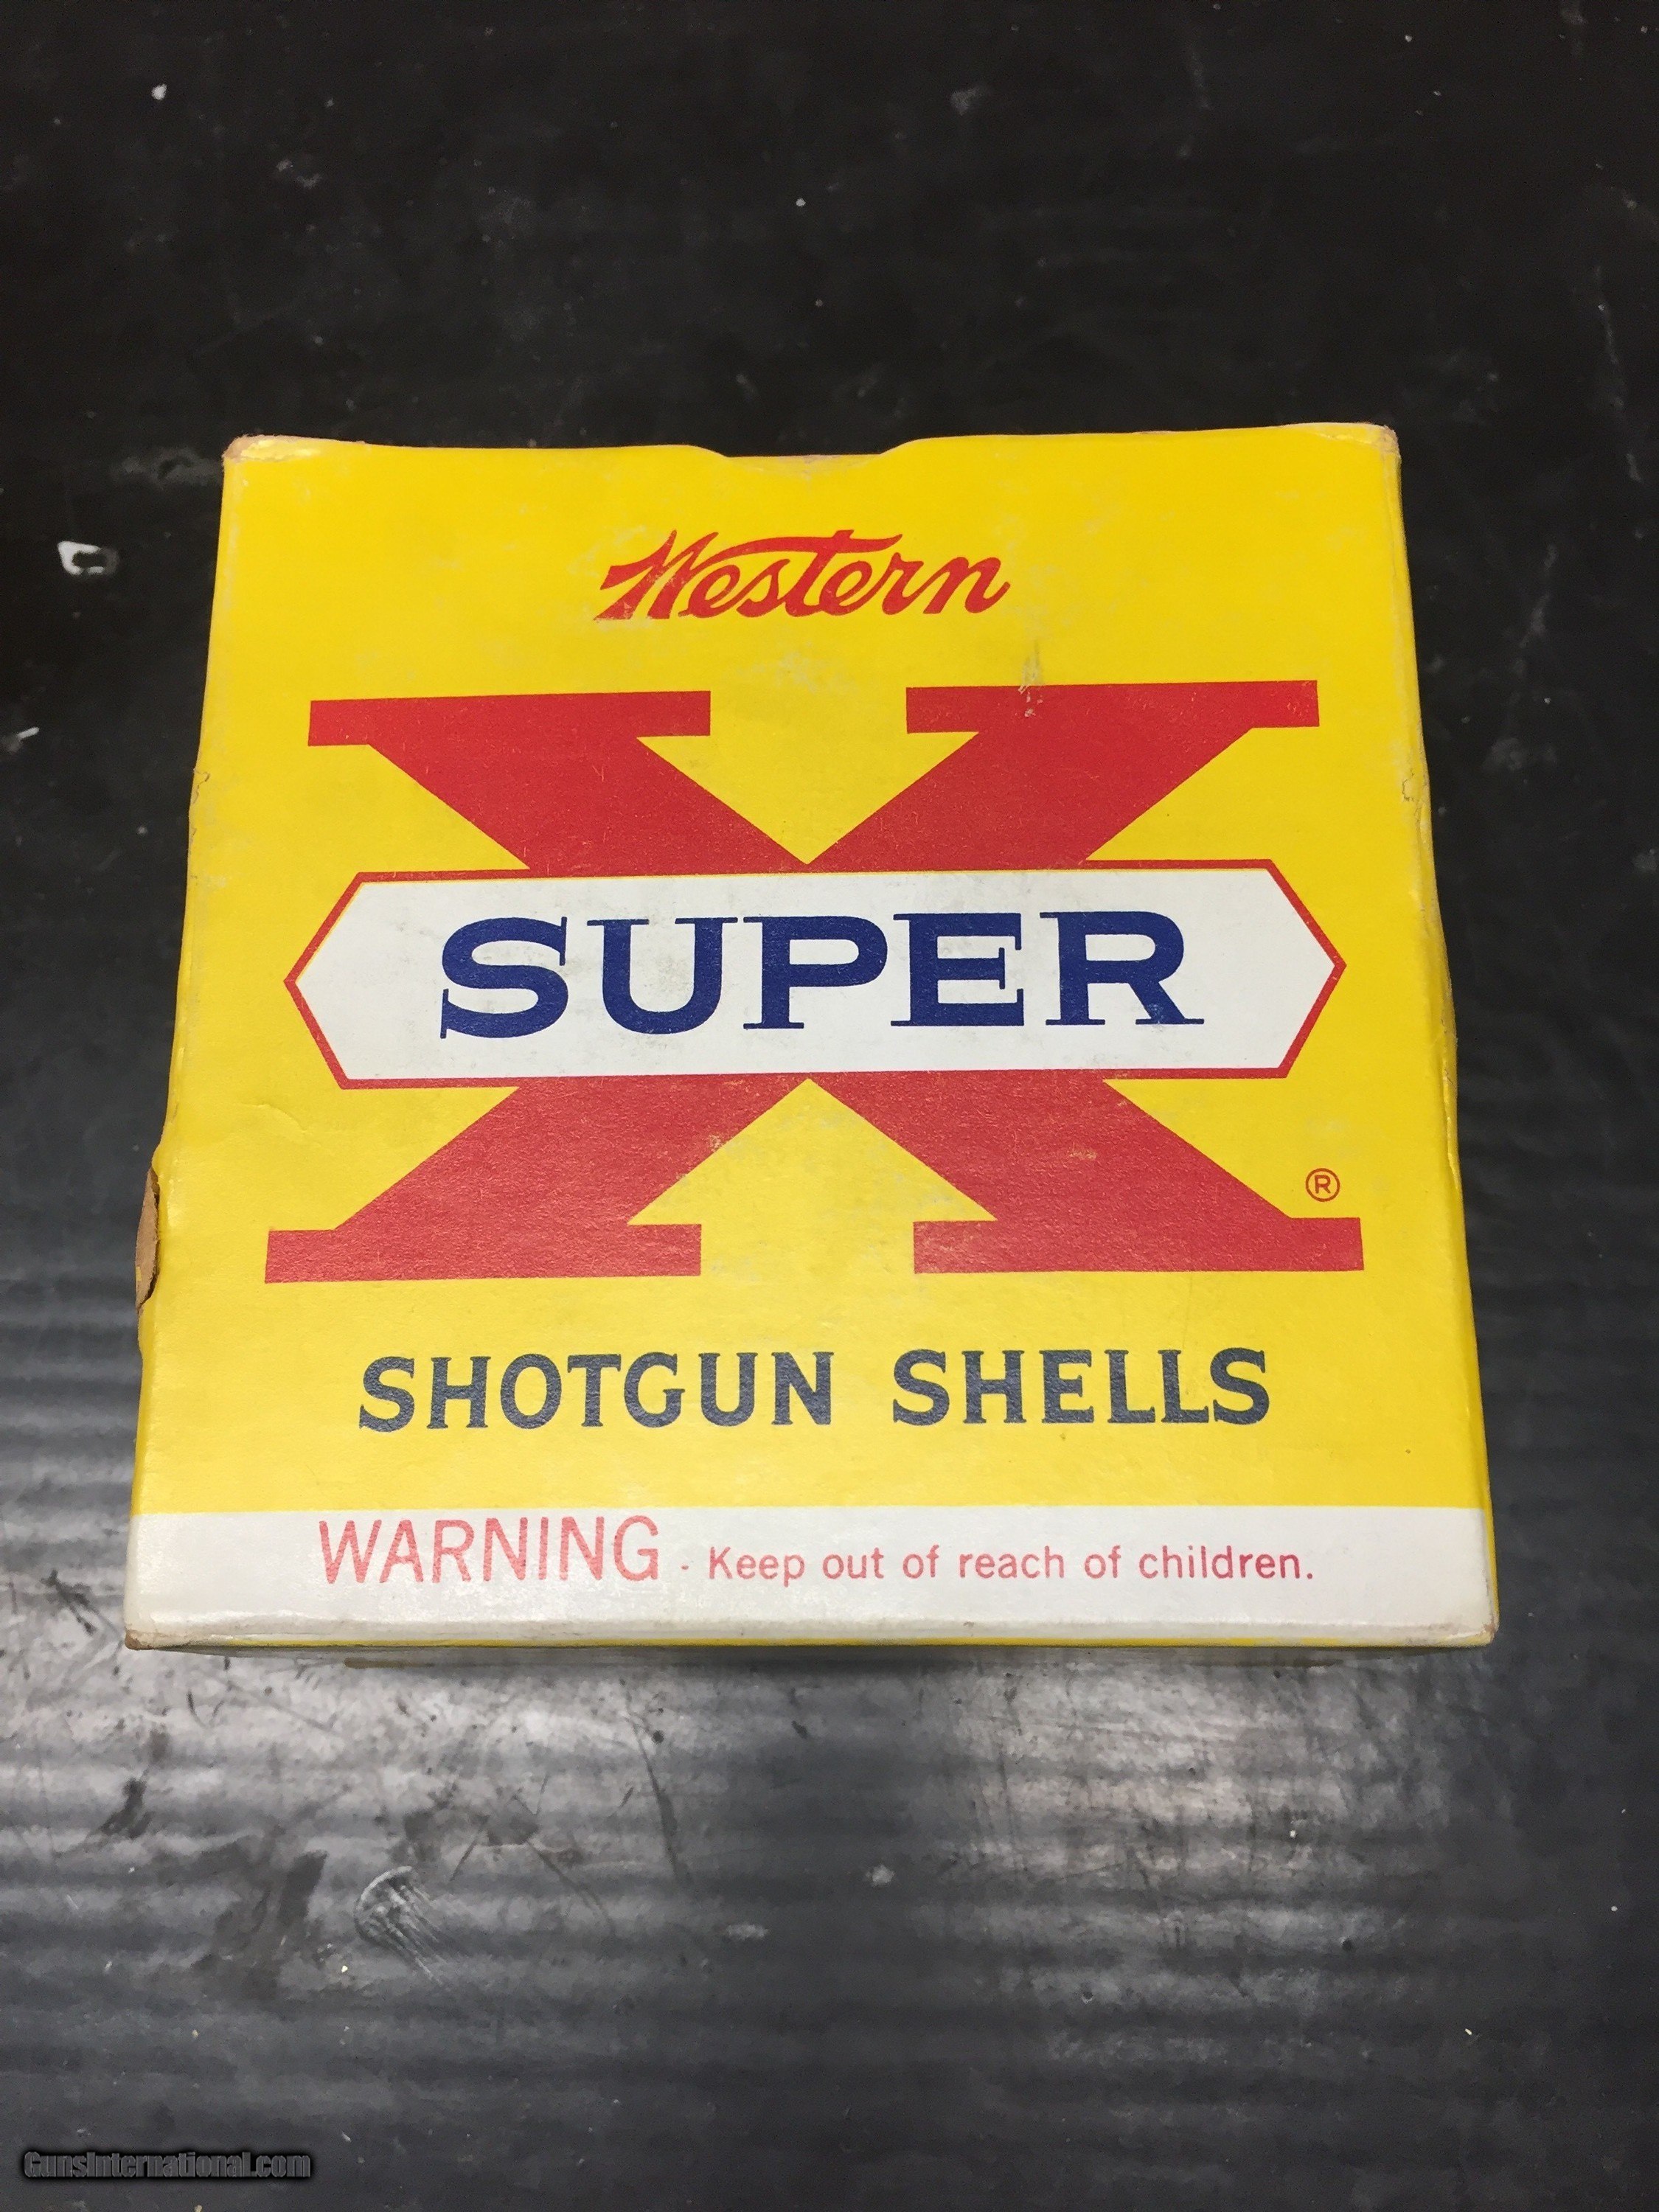 Western
X
SUPER
®
SHOTGUN SHELLS
WARNING - Keep out of reach of children.
GunsInternational.com